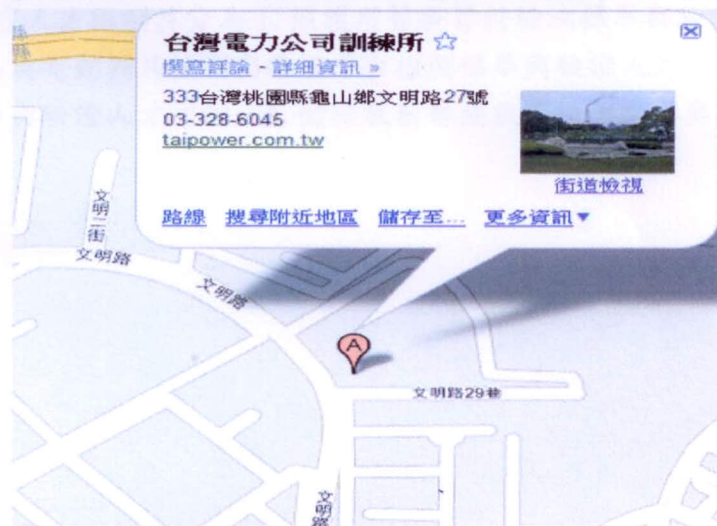 台灣電力公司訓練所
撰寫評論 - 詳細資訊 »
333台灣桃園縣龜山鄉文明路27號
03-328-6045
taipower.com.tw
街道檢視
路線 搜尋附近地區 儲存至... 更多資訊▼
文明二街
文明路
文明路
A
文明路29巷
文明路